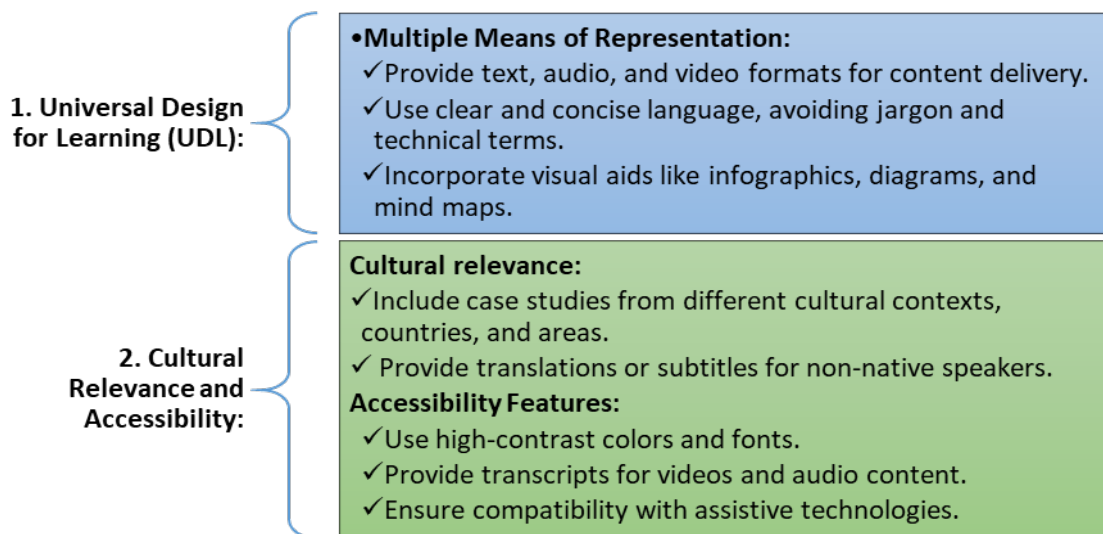 1. Universal Design
for Learning (UDL):
•Multiple Means of Representation:
✓Provide text, audio, and video formats for content delivery.
✓Use clear and concise language, avoiding jargon and
technical terms.
✓Incorporate visual aids like infographics, diagrams, and
mind maps.
2. Cultural
Relevance and
Accessibility:
Cultural relevance:
✓Include case studies from different cultural contexts,
countries, and areas.
✓ Provide translations or subtitles for non-native speakers.
Accessibility Features:
✓Use high-contrast colors and fonts.
✓Provide transcripts for videos and audio content.
✓Ensure compatibility with assistive technologies.